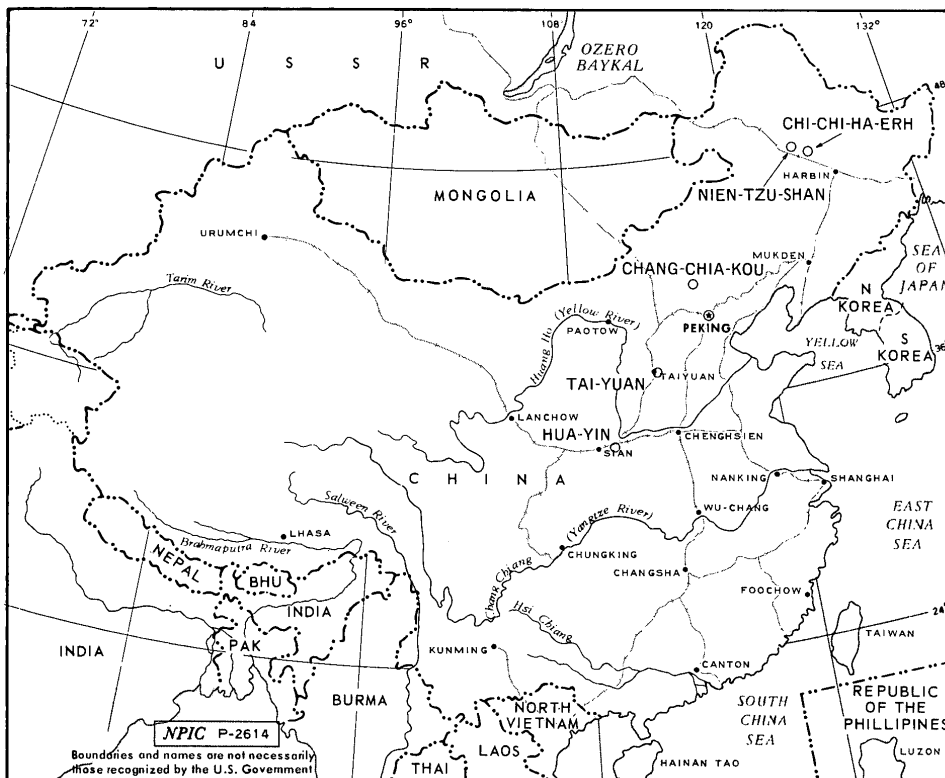 72°
84
96°
108°
120
132°
48
U S S R
OZERO
BAYKAL
CHI-CHI-HA-ERH
HARBIN
NIEN-TZU-SHAN
MONGOLIA
URUMCHI
MUKDEN
SEA
OF
JAPAN
CHANG-CHIA-KOU
Tarim River
N
KOREA
Huang Ho (Yellow River)
PAOTOW
PEKING
S
KOREA
YELLOW
SEA
36
TAI-YUAN
TAIYUAN
LANCHOW
HUA-YIN
SIAN
CHENGHSIEN
C H I N A
NANKING
SHANGHAI
Salween River
WU-CHANG
EAST
CHINA
SEA
LHASA
Brahmaputra River
Chang Chiang (Yangtze River)
CHUNGKING
CHANGSHA
NEPAL
BHU
FOOCHOW
INDIA
Hsi Chiang
24°
TAIWAN
INDIA
PAK
KUNMING
CANTON
BURMA
NORTH
VIETNAM
SOUTH
CHINA
SEA
REPUBLIC
OF THE
PHILLIPINES
NPIC P-2614
LAOS
Boundaries and names are not necessarily
those recognized by the U.S. Government
THAI
HAINAN TAO
LUZON